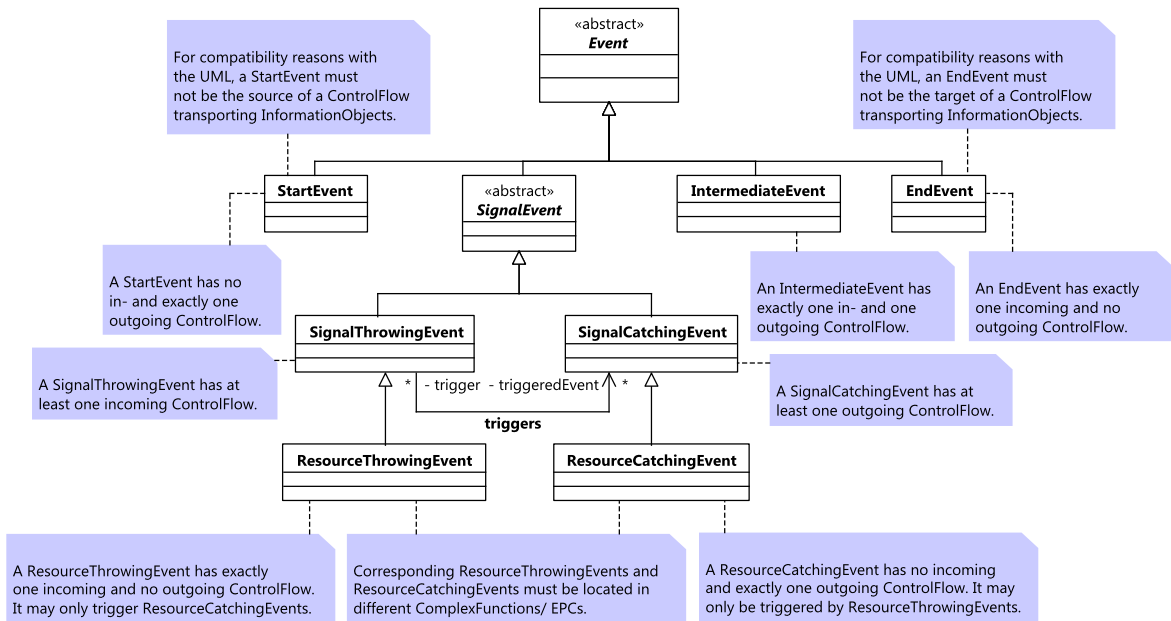 «abstract»
Event
For compatibility reasons with
the UML, a StartEvent must
not be the source of a ControlFlow
transporting InformationObjects.
For compatibility reasons with
the UML, an EndEvent must
not be the target of a ControlFlow
transporting InformationObjects.
StartEvent
«abstract»
SignalEvent
IntermediateEvent
EndEvent
A StartEvent has no
in- and exactly one
outgoing ControlFlow.
An IntermediateEvent has
exactly one in- and one
outgoing ControlFlow.
An EndEvent has exactly
one incoming and no
outgoing ControlFlow.
SignalThrowingEvent
SignalCatchingEvent
A SignalThrowingEvent has at
least one incoming ControlFlow.
* - trigger - triggeredEvent *
triggers
A SignalCatchingEvent has at
least one outgoing ControlFlow.
ResourceThrowingEvent
ResourceCatchingEvent
A ResourceThrowingEvent has exactly
one incoming and no outgoing ControlFlow.
It may only trigger ResourceCatchingEvents.
Corresponding ResourceThrowingEvents and
ResourceCatchingEvents must be located in
different ComplexFunctions/ EPCs.
A ResourceCatchingEvent has no incoming
and exactly one outgoing ControlFlow. It may
only be triggered by ResourceThrowingEvents.